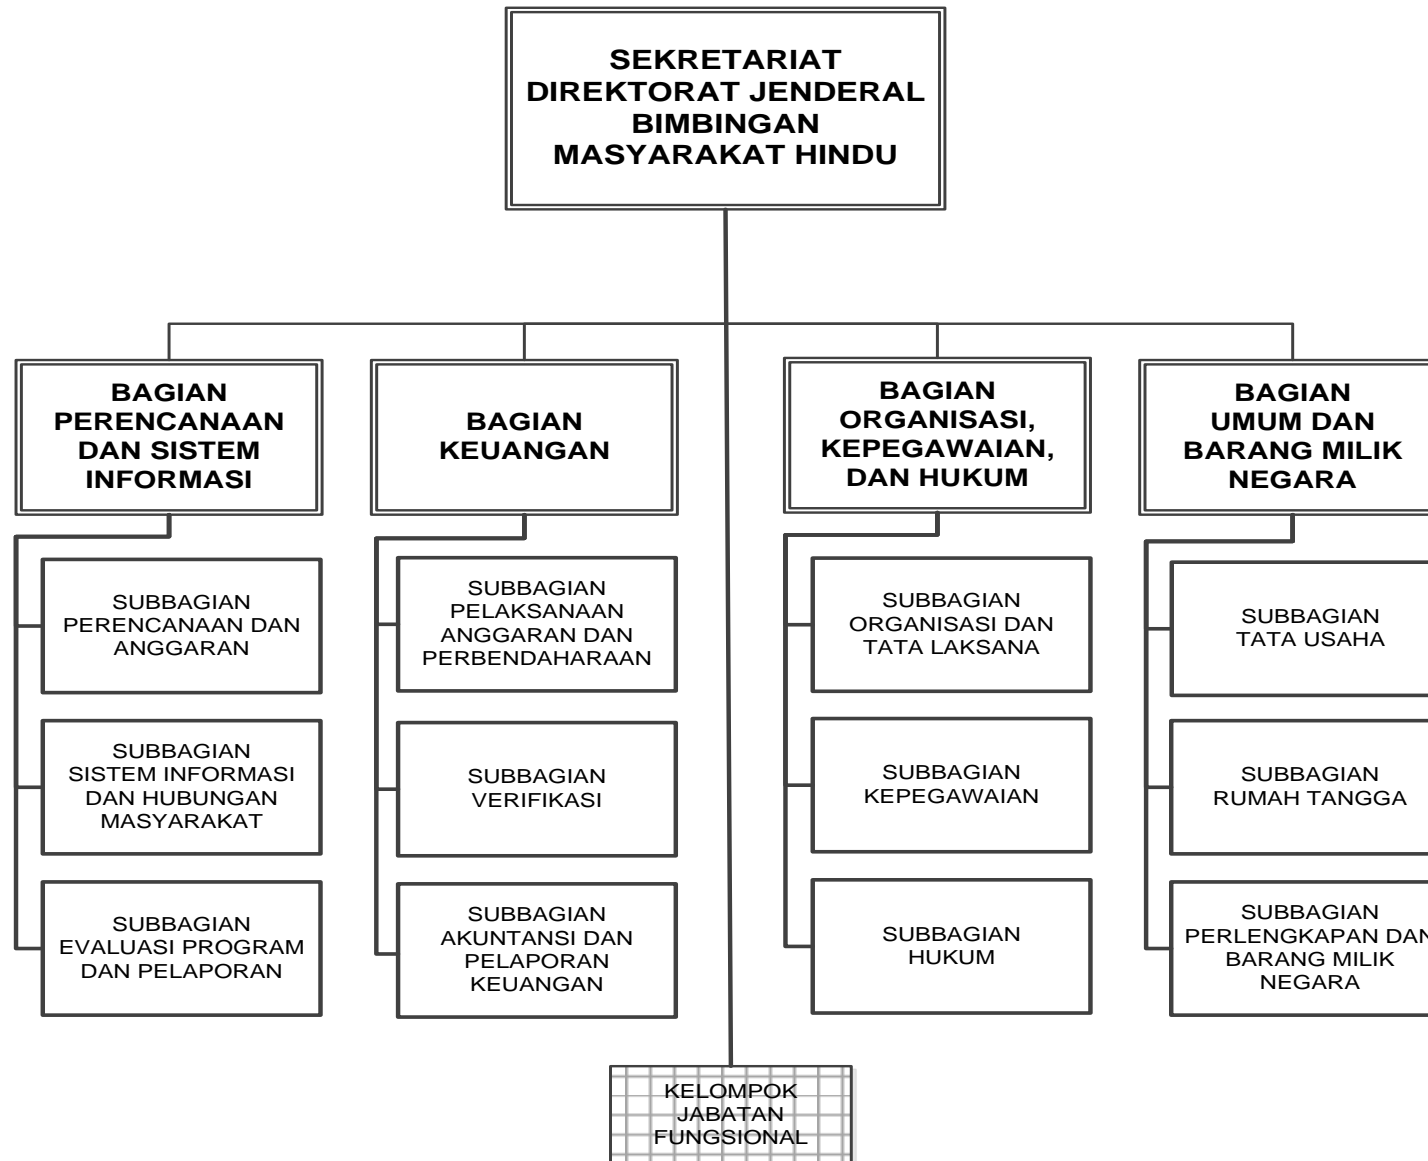 SEKRETARIAT
DIREKTORAT JENDERAL
BIMBINGAN
MASYARAKAT HINDU
BAGIAN
PERENCANAAN
DAN SISTEM
INFORMASI
BAGIAN
KEUANGAN
BAGIAN
ORGANISASI,
KEPEGAWAIAN,
DAN HUKUM
BAGIAN
UMUM DAN
BARANG MILIK
NEGARA
SUBBAGIAN
PERENCANAAN DAN
ANGGARAN
SUBBAGIAN
PELAKSANAAN
ANGGARAN DAN
PERBENDAHARAAN
SUBBAGIAN
ORGANISASI DAN
TATA LAKSANA
SUBBAGIAN
TATA USAHA
SUBBAGIAN
SISTEM INFORMASI
DAN HUBUNGAN
MASYARAKAT
SUBBAGIAN
VERIFIKASI
SUBBAGIAN
KEPEGAWAIAN
SUBBAGIAN
RUMAH TANGGA
SUBBAGIAN
EVALUASI PROGRAM
DAN PELAPORAN
SUBBAGIAN
AKUNTANSI DAN
PELAPORAN
KEUANGAN
SUBBAGIAN
HUKUM
SUBBAGIAN
PERLENGKAPAN DAN
BARANG MILIK
NEGARA
KELOMPOK
JABATAN
FUNGSIONAL